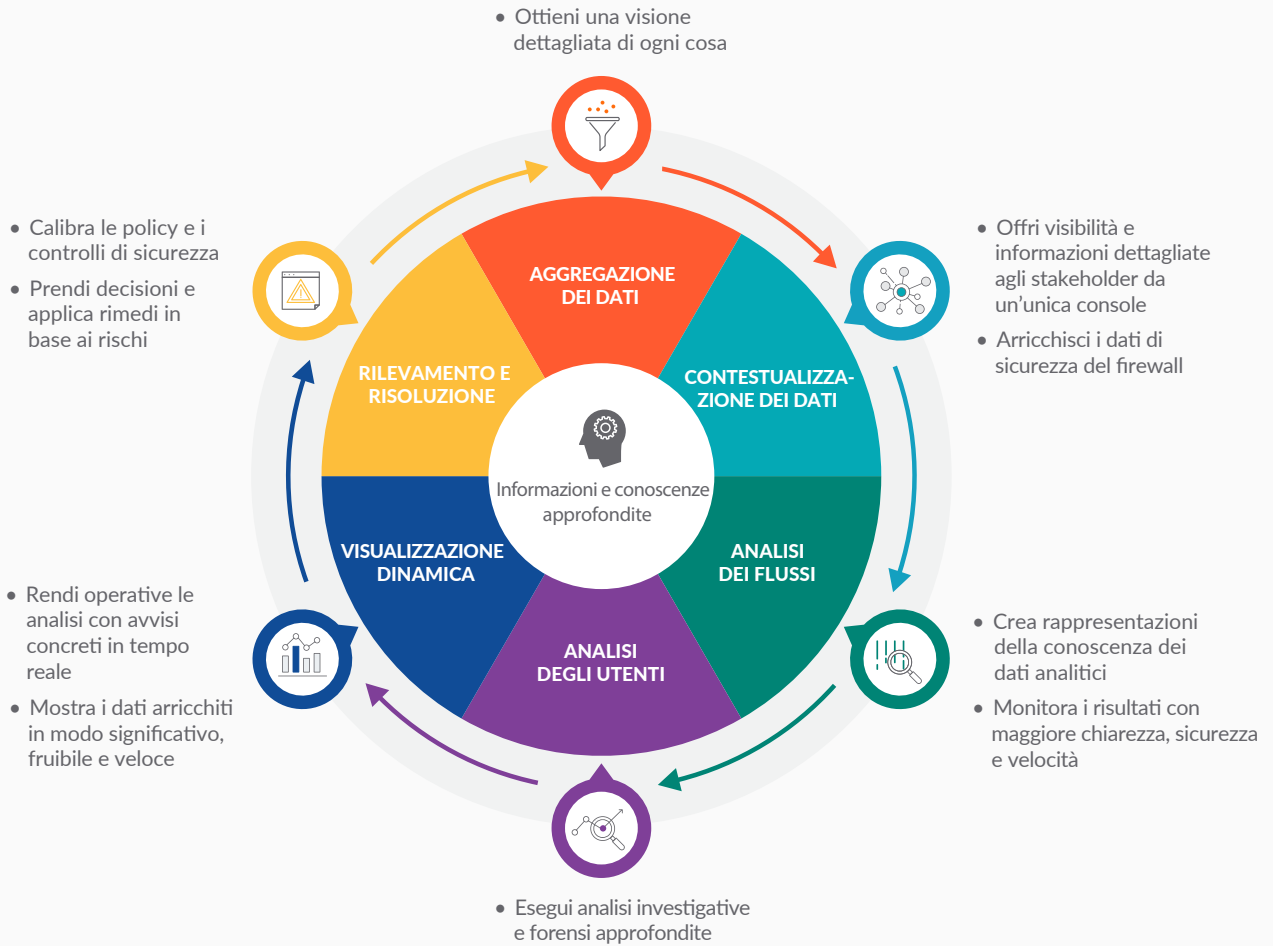 • Ottieni una visione
dettagliata di ogni cosa
• Calibra le policy e i
controlli di sicurezza
• Prendi decisioni e
applica rimedi in
base ai rischi
• Offri visibilità e
informazioni dettagliate
agli stakeholder da
un’unica console
• Arricchisci i dati di
sicurezza del firewall
AGGREGAZIONE
DEI DATI
RILEVAMENTO E
RISOLUZIONE
CONTESTUALIZZA-
ZIONE DEI DATI
Informazioni e conoscenze
approfondite
VISUALIZZAZIONE
DINAMICA
ANALISI
DEI FLUSSI
ANALISI
DEGLI UTENTI
• Rendi operative le
analisi con avvisi
concreti in tempo
reale
• Mostra i dati arricchiti
in modo significativo,
fruibile e veloce
• Crea rappresentazioni
della conoscenza dei
dati analitici
• Monitora i risultati con
maggiore chiarezza, sicurezza
e velocità
• Esegui analisi investigative
e forensi approfondite